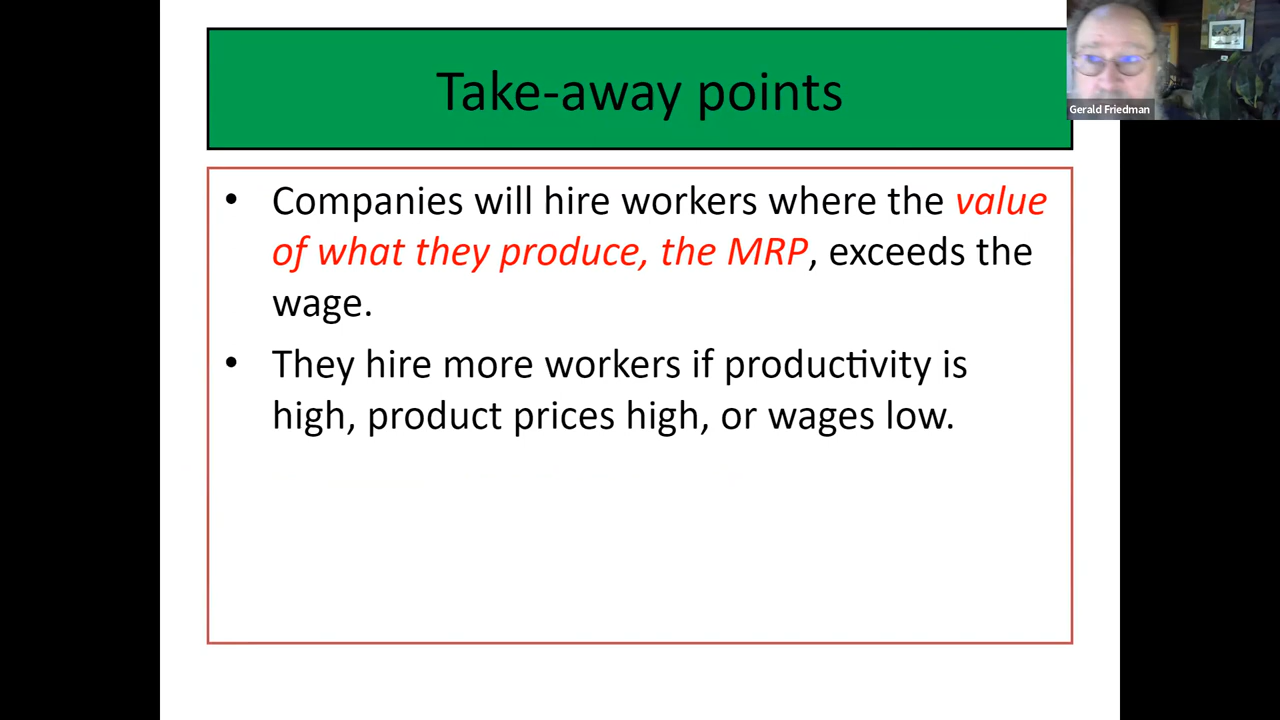 Take-away points
Gerald Friedman
• Companies will hire workers where the value
of what they produce, the MRP, exceeds the
wage.
• They hire more workers if productivity is
high, product prices high, or wages low.